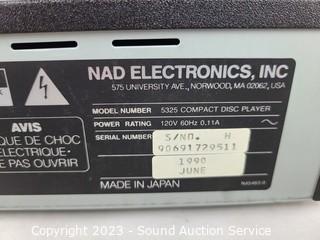 NAD ELECTRONICS, INC
575 UNIVERSITY AVE., NORWOOD, MA 02062, USA
MODEL NUMBER 5325 COMPACT DISC PLAYER
POWER RATING 120V 60Hz 0.11A
SERIAL NUMBER S/NO. H
90691729511
1990
JUNE
MADE IN JAPAN
AVIS
QUE DE CHOC
ELECTRIQUE-
E PAS OUVRIR
Copyright 2023 - Sound Auction Service